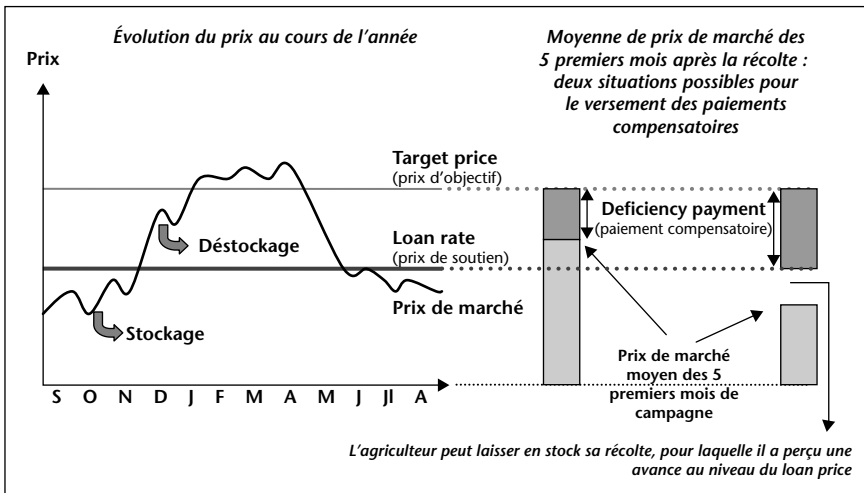 Évolution du prix au cours de l'année
Prix
Moyenne de prix de marché des
5 premiers mois après la récolte :
deux situations possibles pour
le versement des paiements
compensatoires
Target price
(prix d'objectif)
Déstockage
Loan rate
(prix de soutien)
Prix de marché
Stockage
S O N D J F M A M J Jl A
Deficiency payment
(paiement compensatoire)
Prix de marché
moyen des 5
premiers mois de
campagne
L'agriculteur peut laisser en stock sa récolte, pour laquelle il a perçu une
avance au niveau du loan price